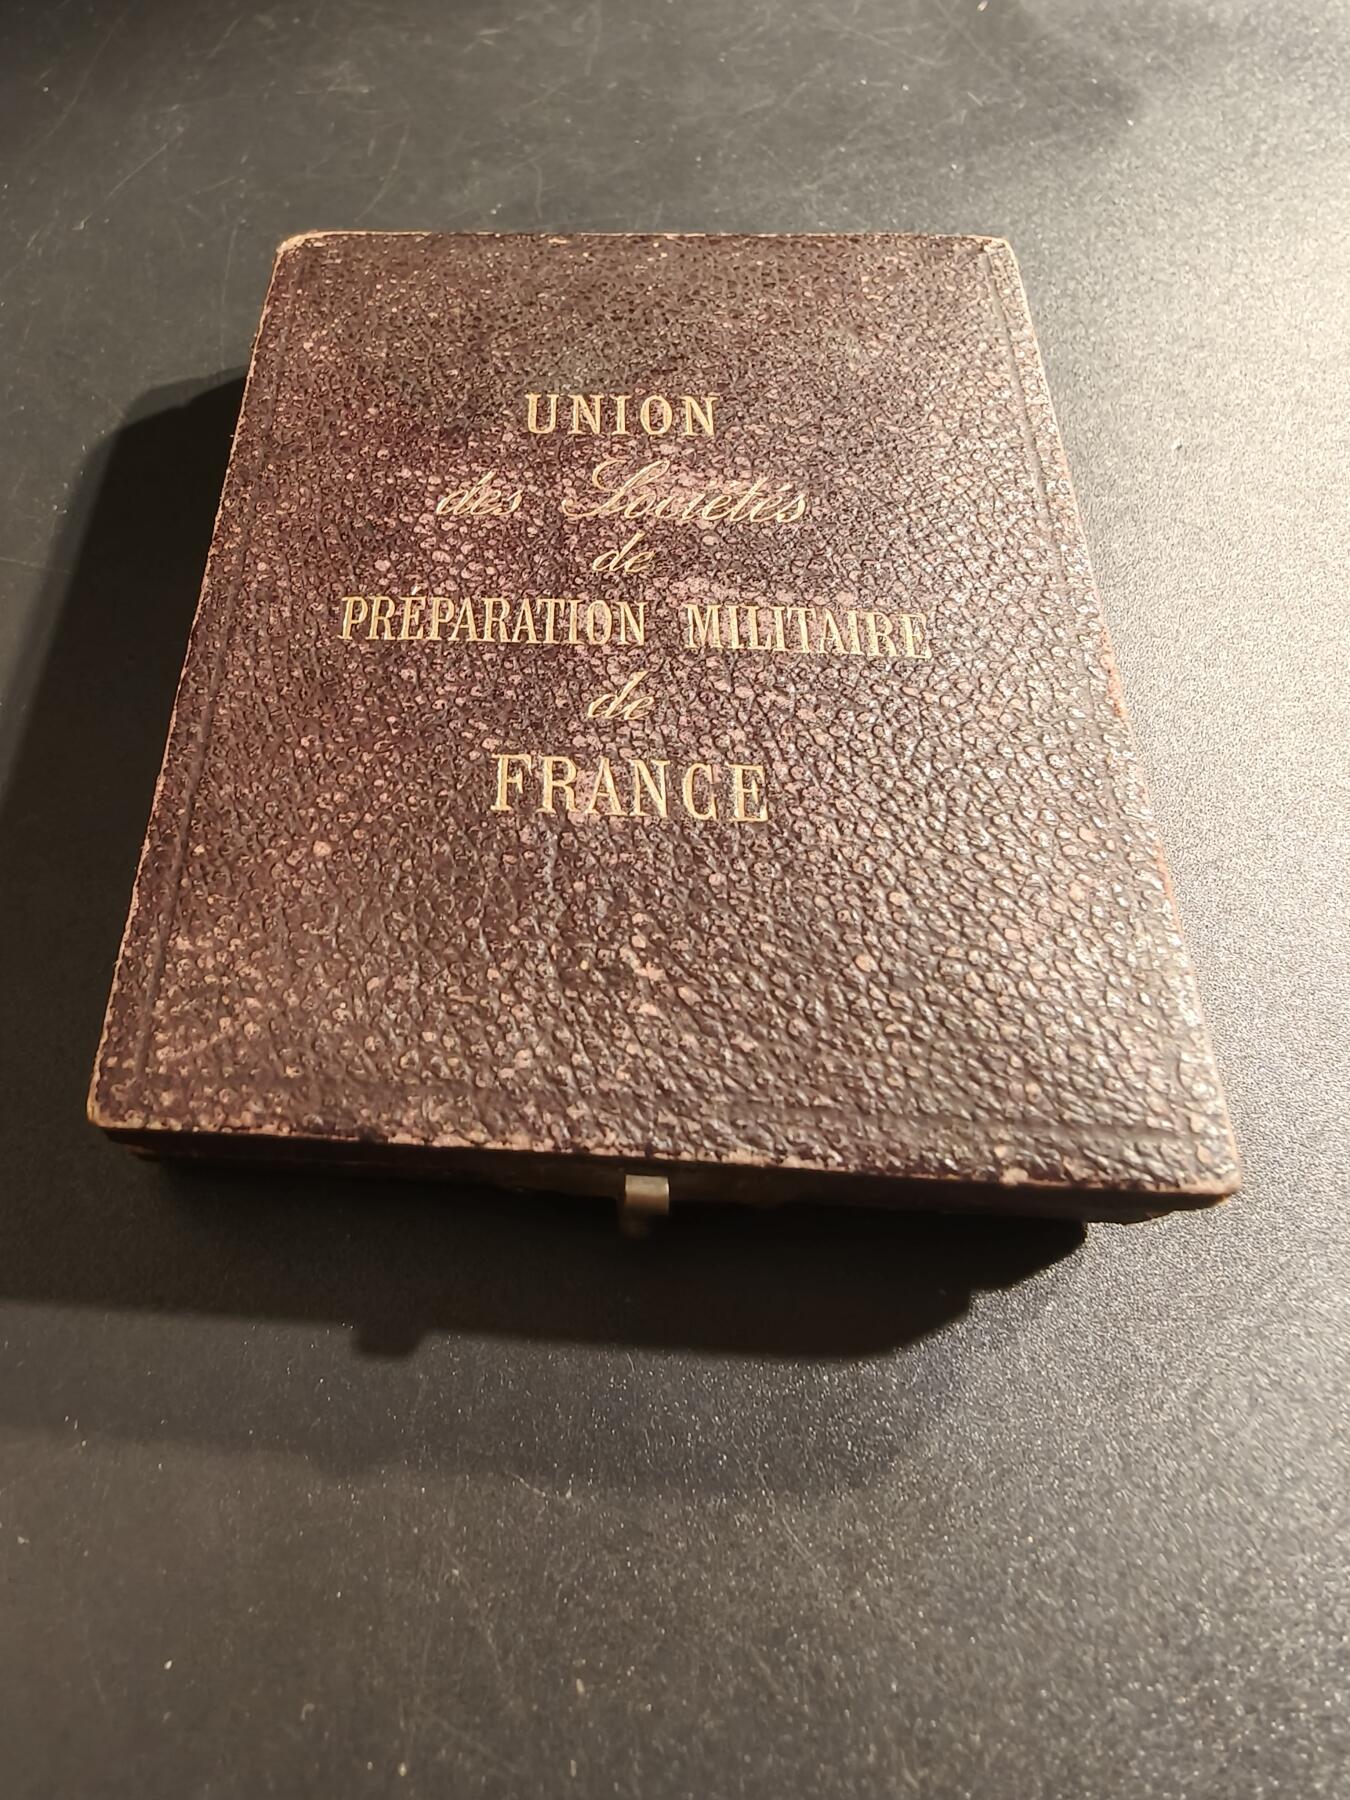 UNION
des Sociétés
de
PRÉPARATION MILITAIRE
de
FRANCE